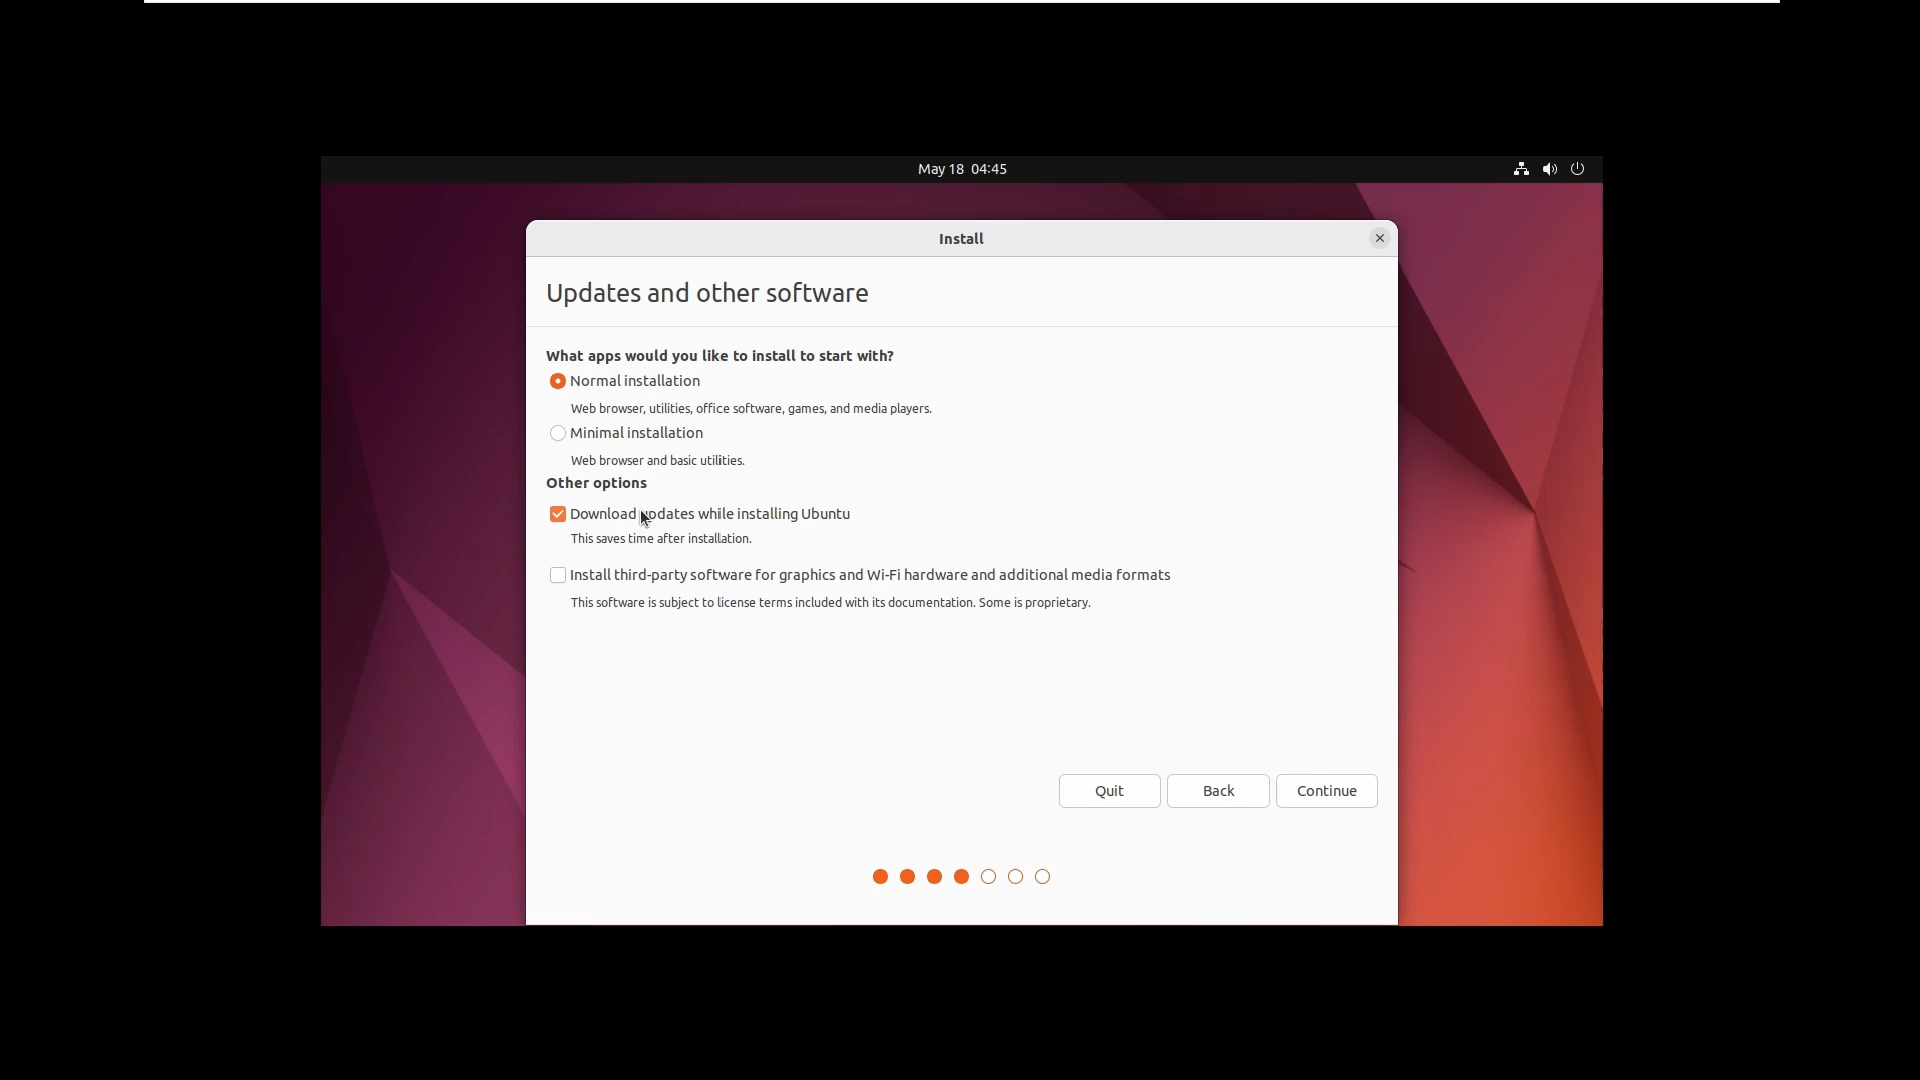 May 18 04:45
Install
Updates and other software
What apps would you like to install to start with?
Normal installation
Web browser, utilities, office software, games, and media players.
Minimal installation
Web browser and basic utilities.
Other options
Download updates while installing Ubuntu
This saves time after installation.
Install third-party software for graphics and Wi-Fi hardware and additional media formats
This software is subject to license terms included with its documentation. Some is proprietary.
Quit Back Continue